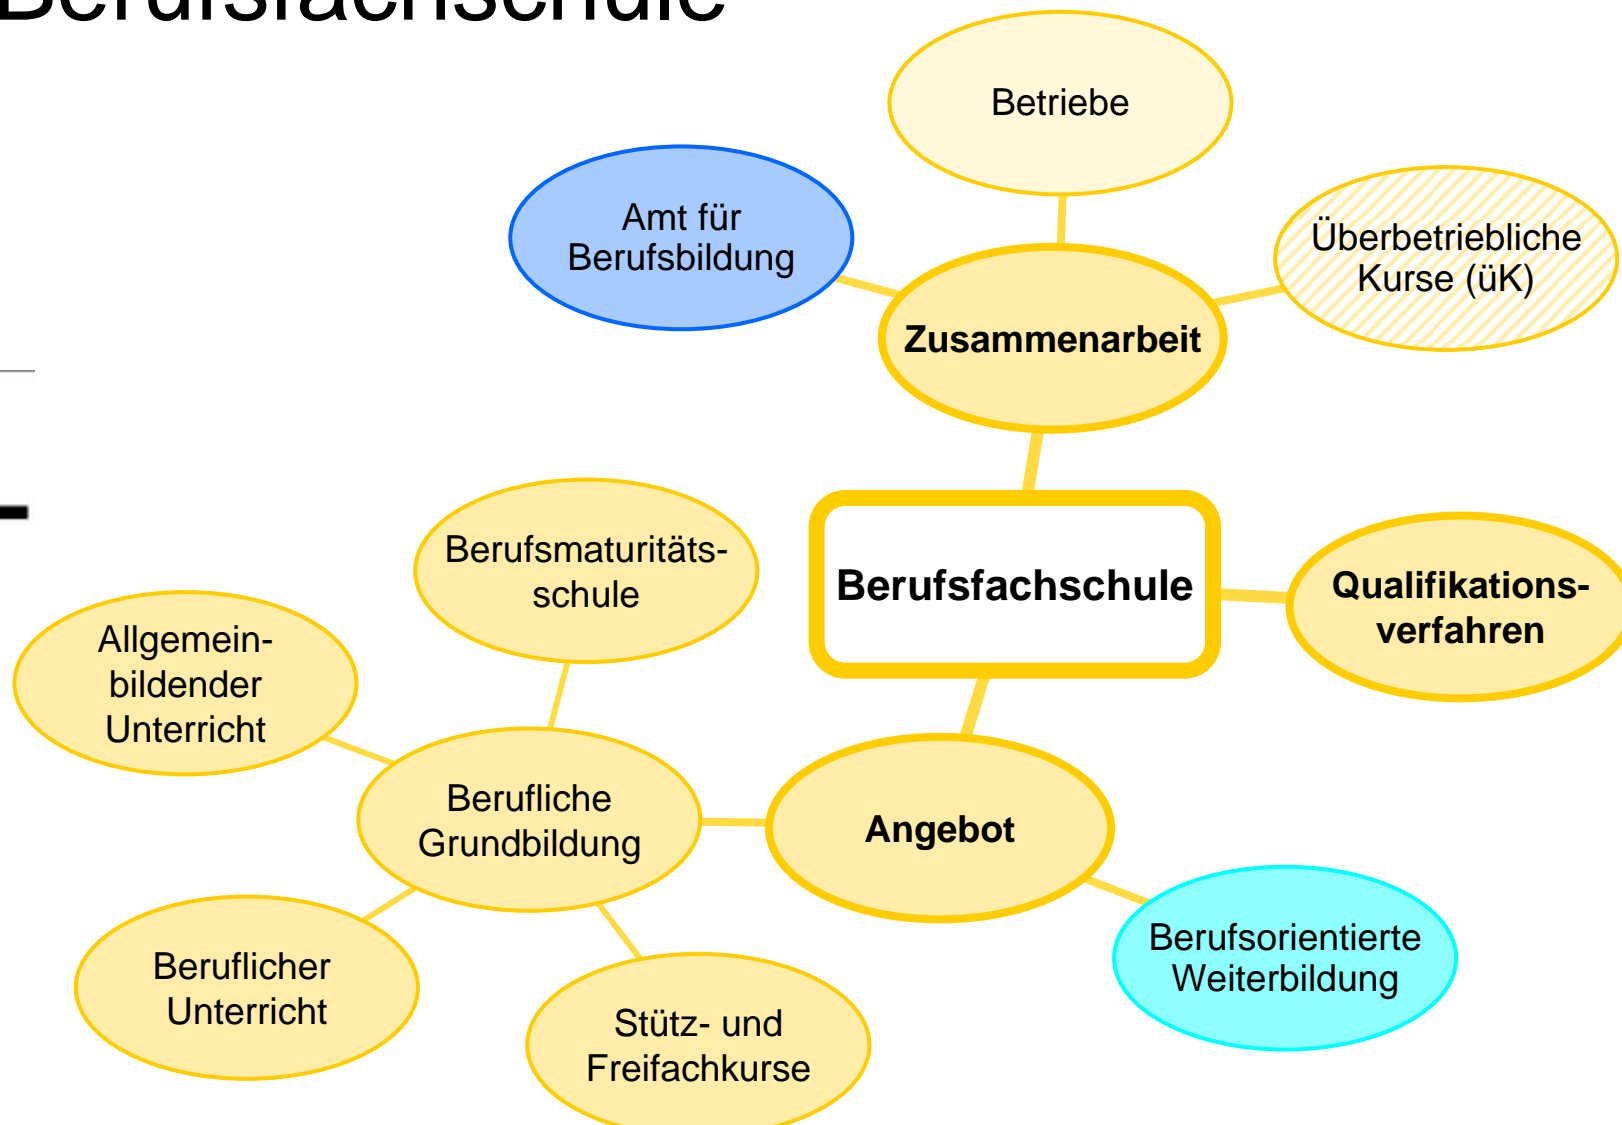 Berufsfachschule
Betriebe
Amt für
Berufsbildung
Überbetriebliche
Kurse (üK)
Zusammenarbeit
Berufsmaturitäts-
schule
Berufsfachschule
Qualifikations-
verfahren
Allgemein-
bildender
Unterricht
Berufliche
Grundbildung
Angebot
Beruflicher
Unterricht
Stütz- und
Freifachkurse
Berufsorientierte
Weiterbildung